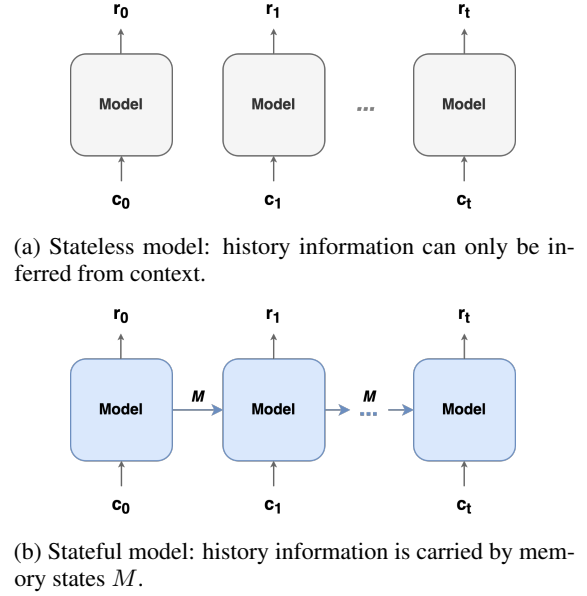 r0 r1 rt
Model Model ... Model
c0 c1 ct
(a) Stateless model: history information can only be in-
ferred from context.
r0 r1 rt
M M
Model Model ... Model
c0 c1 ct
(b) Stateful model: history information is carried by mem-
ory states M.